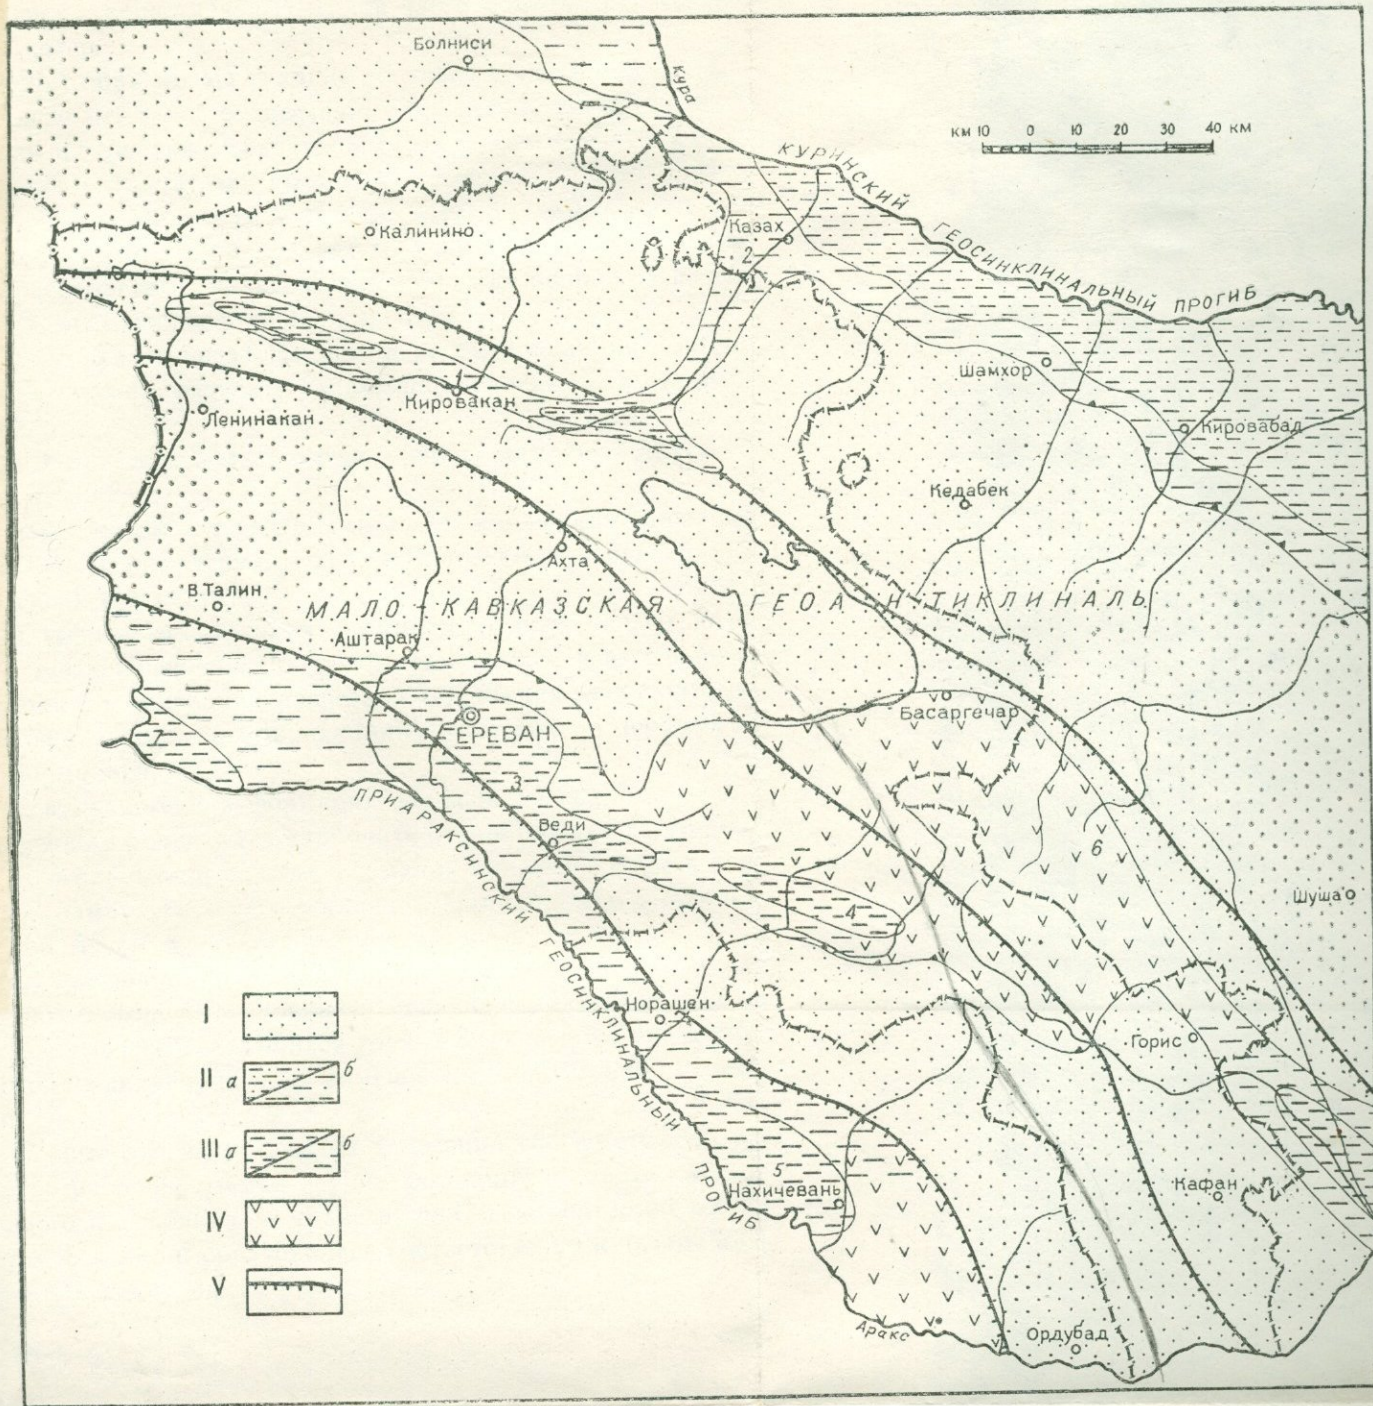 Болниси
Кура
км 10 0 10 20 30 40 км
КУРИНСКИЙ ГЕОСИНКЛИНАЛЬНЫЙ ПРОГИБ
Калинино
Казах
2
Шамхор
1
Кировакан
Ленинакан
Кировабад
Кедабек
Ахта
В.Талин
МАЛО-КАВКАЗСКАЯ ГЕОАНТИКЛИНАЛЬ
Аштарак
Басаргечар
7
ЕРЕВАН
3
ПРИАРАКСИНСКИЙ ГЕОСИНКЛИНАЛЬНЫЙ ПРОГИБ
Веди
6
Шуша
4
Норашен
Горис
I
II а б
III а б
5
Нахичевань
Кафан
IV
V
Аракс
Ордубад